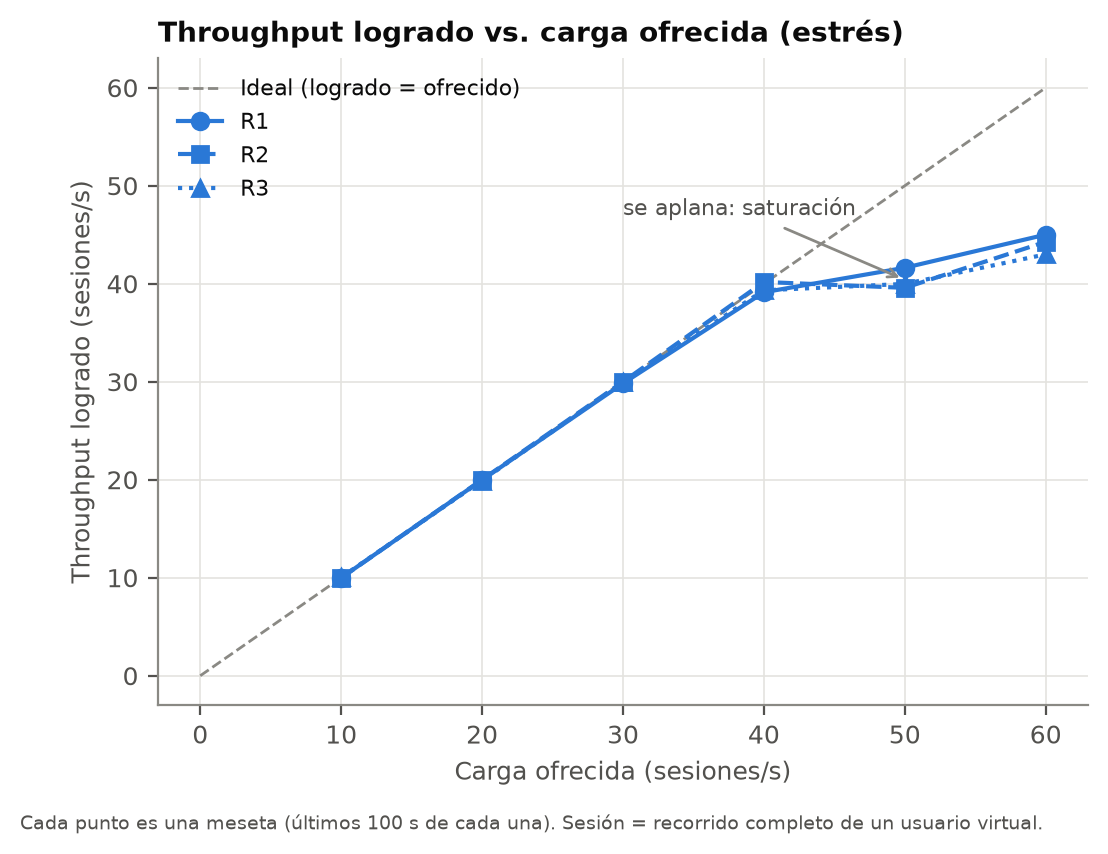 Throughput logrado vs. carga ofrecida (estrés)
Ideal (logrado = ofrecido)
R1
R2
R3
se aplana: saturación
Throughput logrado (sesiones/s)
60
50
40
30
20
10
0
0 10 20 30 40 50 60
Carga ofrecida (sesiones/s)
Cada punto es una meseta (últimos 100 s de cada una). Sesión = recorrido completo de un usuario virtual.